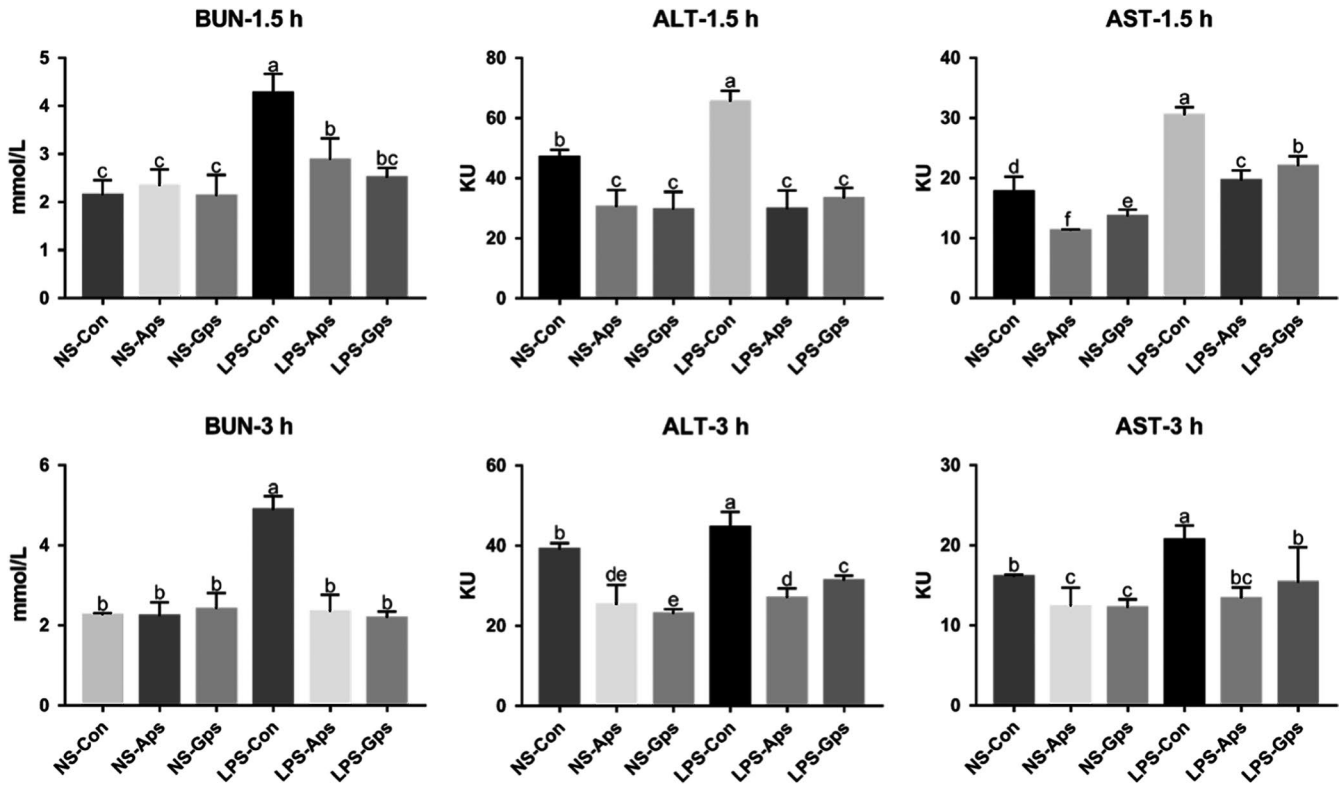 BUN-1.5 h
mmol/L
5
4
3
2
1
0
c
c
c
a
b
bc
NS-Con
NS-Aps
NS-Gps
LPS-Con
LPS-Aps
LPS-Gps
ALT-1.5 h
KU
80
60
40
20
0
b
c
c
a
c
c
NS-Con
NS-Aps
NS-Gps
LPS-Con
LPS-Aps
LPS-Gps
AST-1.5 h
KU
40
30
20
10
0
d
f
e
a
c
b
NS-Con
NS-Aps
NS-Gps
LPS-Con
LPS-Aps
LPS-Gps
BUN-3 h
mmol/L
6
4
2
0
b
b
b
a
b
b
NS-Con
NS-Aps
NS-Gps
LPS-Con
LPS-Aps
LPS-Gps
ALT-3 h
KU
60
40
20
0
b
de
e
a
d
c
NS-Con
NS-Aps
NS-Gps
LPS-Con
LPS-Aps
LPS-Gps
AST-3 h
KU
30
20
10
0
b
c
c
a
bc
b
NS-Con
NS-Aps
NS-Gps
LPS-Con
LPS-Aps
LPS-Gps